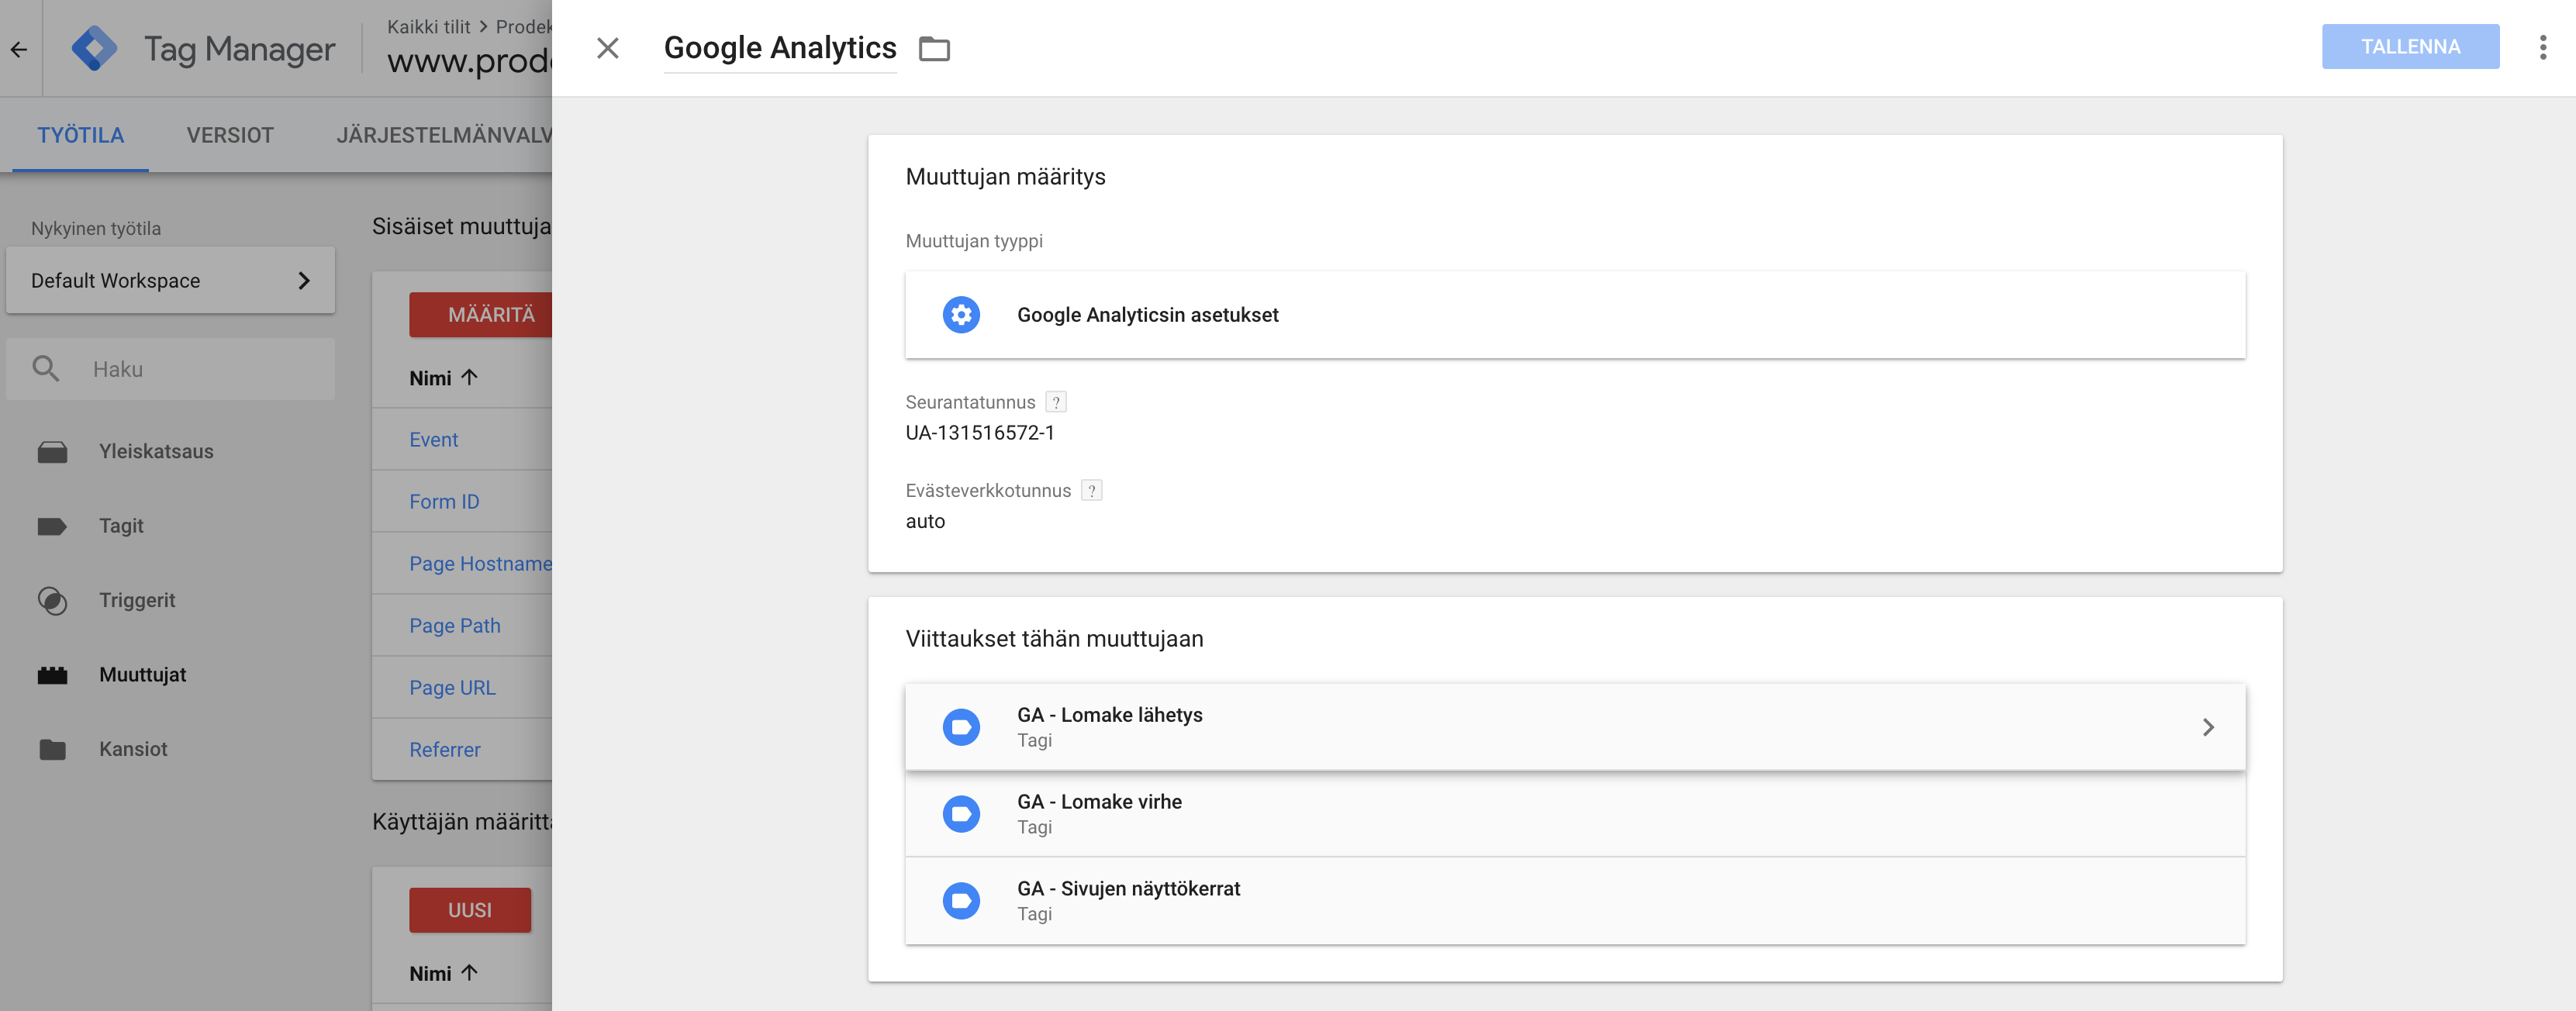 Tag Manager
Kaikki tilit > Prodek
www.prod
Google Analytics
TALLENNA
TYÖTILA
VERSIOT
JÄRJESTELMÄNVALV
Nykyinen työtila
Default Workspace
Haku
Yleiskatsaus
Tagit
Triggerit
Muuttujat
Kansiot
Sisäiset muuttuja
MÄÄRITÄ
Nimi
Event
Form ID
Page Hostname
Page Path
Page URL
Referrer
Käyttäjän määrittä
UUSI
Nimi
Muuttujan määritys
Muuttujan tyyppi
Google Analyticsin asetukset
Seurantatunnus ?
UA-131516572-1
Evästeverkkotunnus ?
auto
Viittaukset tähän muuttujaan
GA - Lomake lähetys
Tagi
GA - Lomake virhe
Tagi
GA - Sivujen näyttökerrat
Tagi